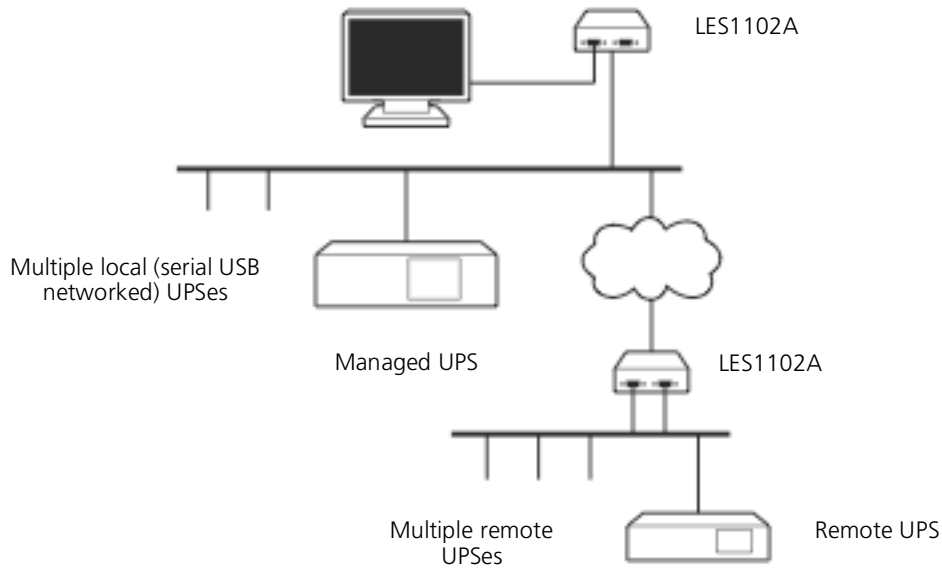 LES1102A
Multiple local (serial USB
networked) UPSes
Managed UPS
LES1102A
Multiple remote
UPSes
Remote UPS